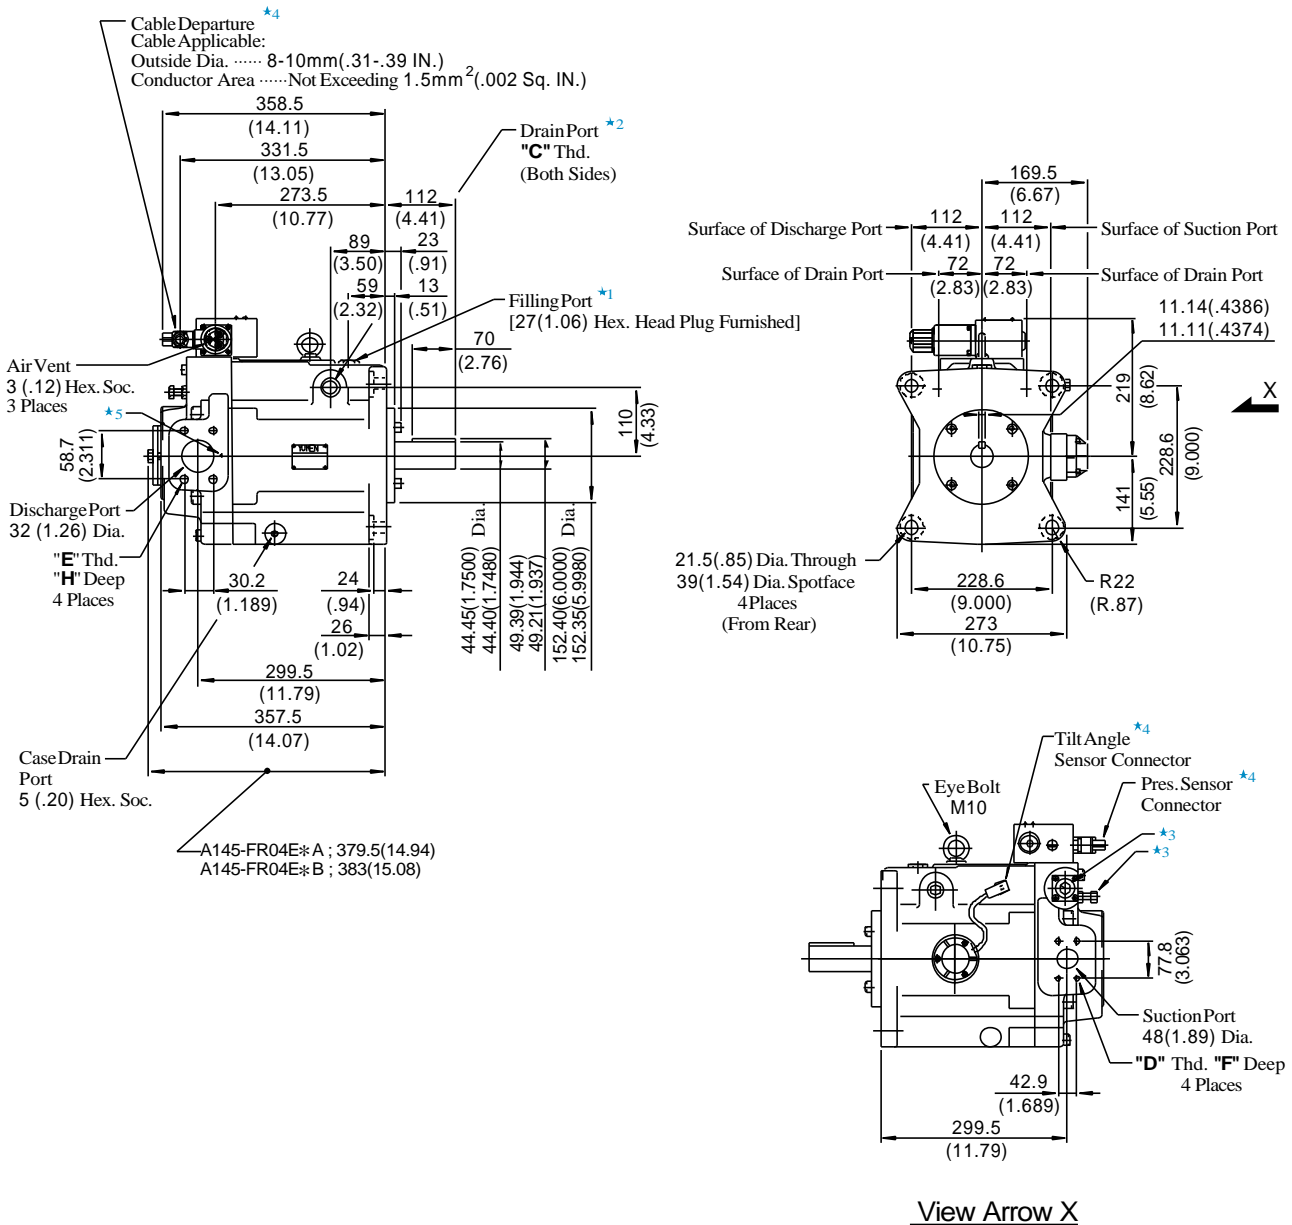 Cable Departure ★4
Cable Applicable:
Outside Dia. ······ 8-10mm(.31-.39 IN.)
Conductor Area ······Not Exceeding 1.5mm²(.002 Sq. IN.)
358.5
(14.11)
331.5
(13.05)
273.5
(10.77)
112
(4.41)
89
(3.50)
23
(.91)
59
(2.32)
13
(.51)
Drain Port ★2
"C" Thd.
(Both Sides)
Filling Port ★1
[27(1.06) Hex. Head Plug Furnished]
70
(2.76)
Air Vent
3 (.12) Hex. Soc.
3 Places
★5
58.7
(2.311)
110
(4.33)
YUKEN
Discharge Port
32 (1.26) Dia.
"E" Thd.
"H" Deep
4 Places
30.2
(1.189)
24
(.94)
26
(1.02)
44.45(1.7500) Dia.
44.40(1.7480)
49.39(1.944)
49.21(1.937)
152.40(6.0000) Dia.
152.35(5.9980)
299.5
(11.79)
357.5
(14.07)
Case Drain
Port
5 (.20) Hex. Soc.
A145-FR04E∗A ; 379.5(14.94)
A145-FR04E∗B ; 383(15.08)
169.5
(6.67)
Surface of Discharge Port
112
(4.41)
112
(4.41)
Surface of Suction Port
Surface of Drain Port
72
(2.83)
72
(2.83)
Surface of Drain Port
11.14(.4386)
11.11(.4374)
219
(8.62)
X
228.6
(9.000)
141
(5.55)
21.5(.85) Dia. Through
39(1.54) Dia. Spotface
4 Places
(From Rear)
228.6
(9.000)
273
(10.75)
R22
(R.87)
Tilt Angle ★4
Sensor Connector
Eye Bolt
M10
Pres. Sensor ★4
Connector
★3
★3
77.8
(3.063)
Suction Port
48(1.89) Dia.
"D" Thd. "F" Deep
4 Places
42.9
(1.689)
299.5
(11.79)
View Arrow X